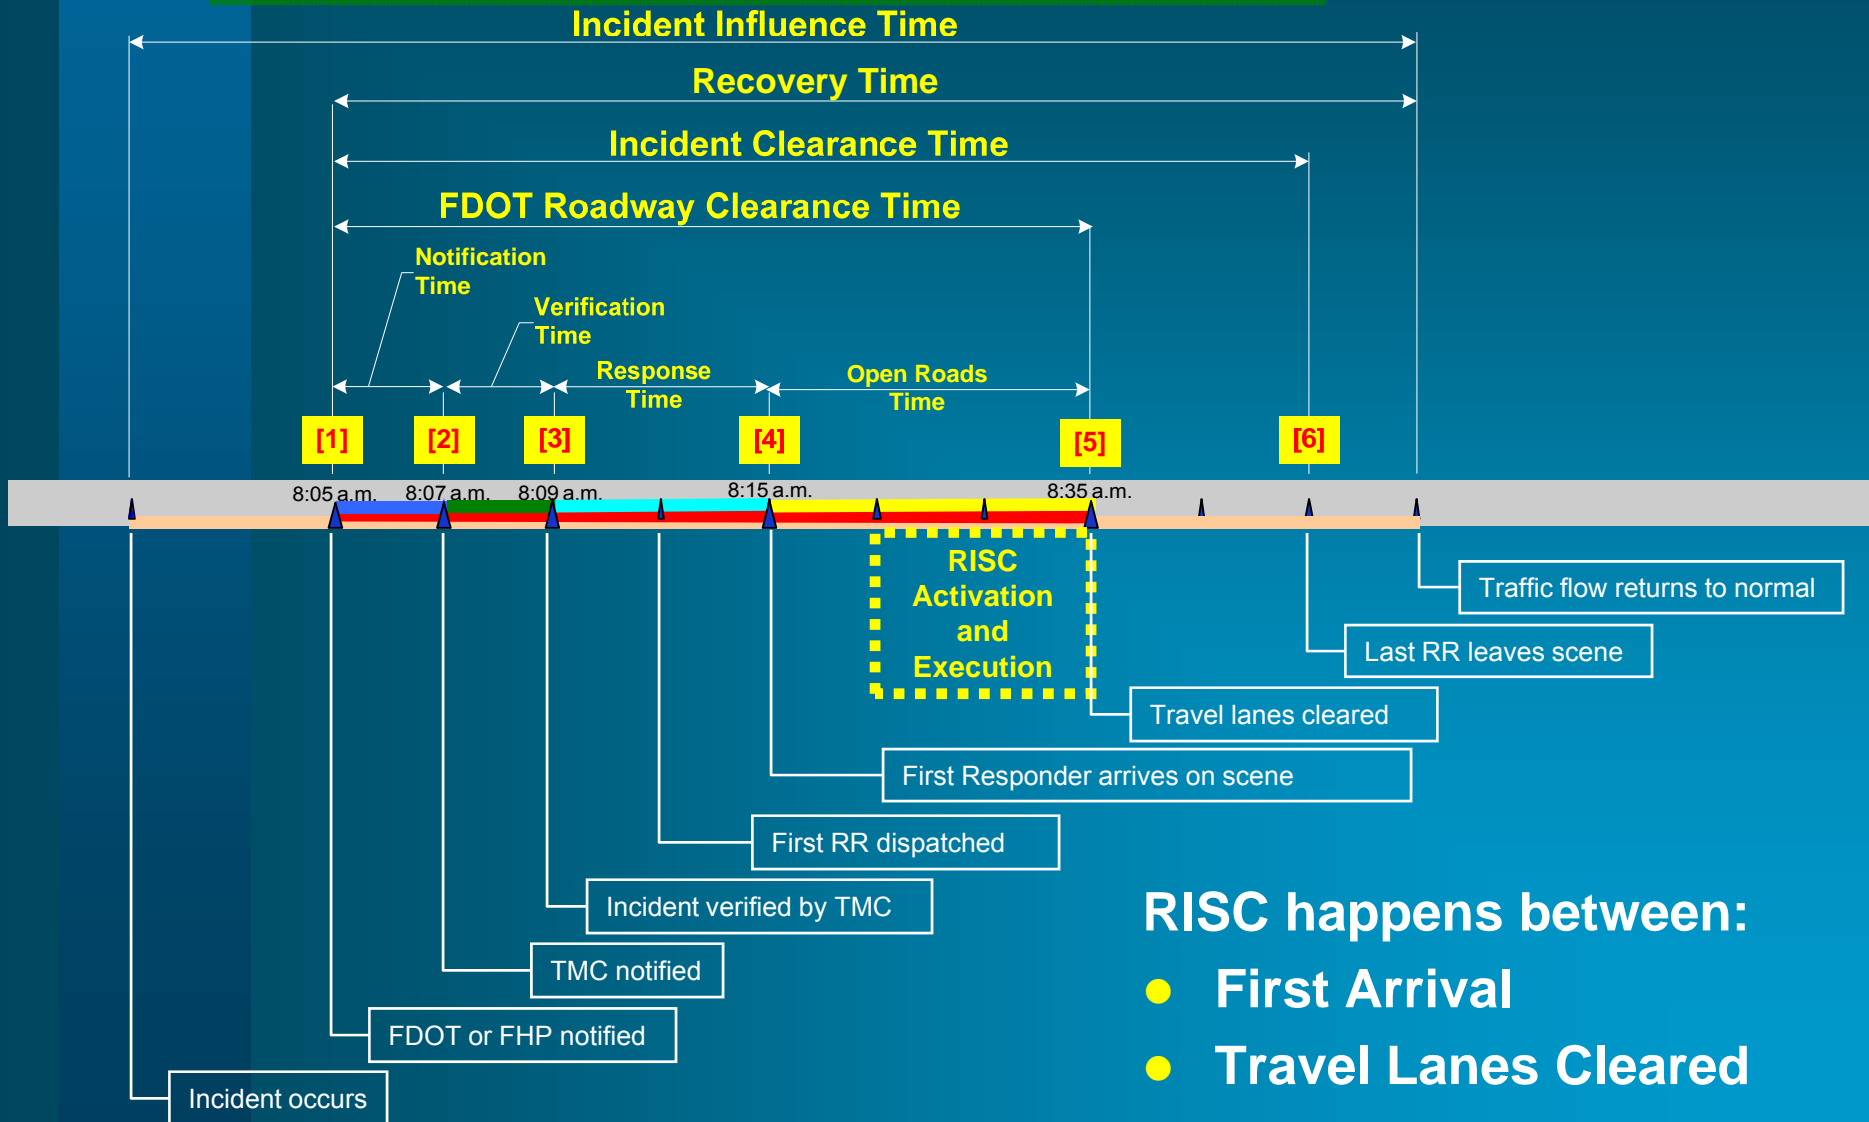 Incident Influence Time
Recovery Time
Incident Clearance Time
FDOT Roadway Clearance Time
Notification
Time
Verification
Time
Response
Time
Open Roads
Time
[1]
[2]
[3]
[4]
[5]
[6]
8:05 a.m.
8:07 a.m.
8:09 a.m.
8:15 a.m.
8:35 a.m.
RISC
Activation
and
Execution
Traffic flow returns to normal
Last RR leaves scene
Travel lanes cleared
First Responder arrives on scene
First RR dispatched
Incident verified by TMC
TMC notified
FDOT or FHP notified
Incident occurs
RISC happens between:
● First Arrival
● Travel Lanes Cleared